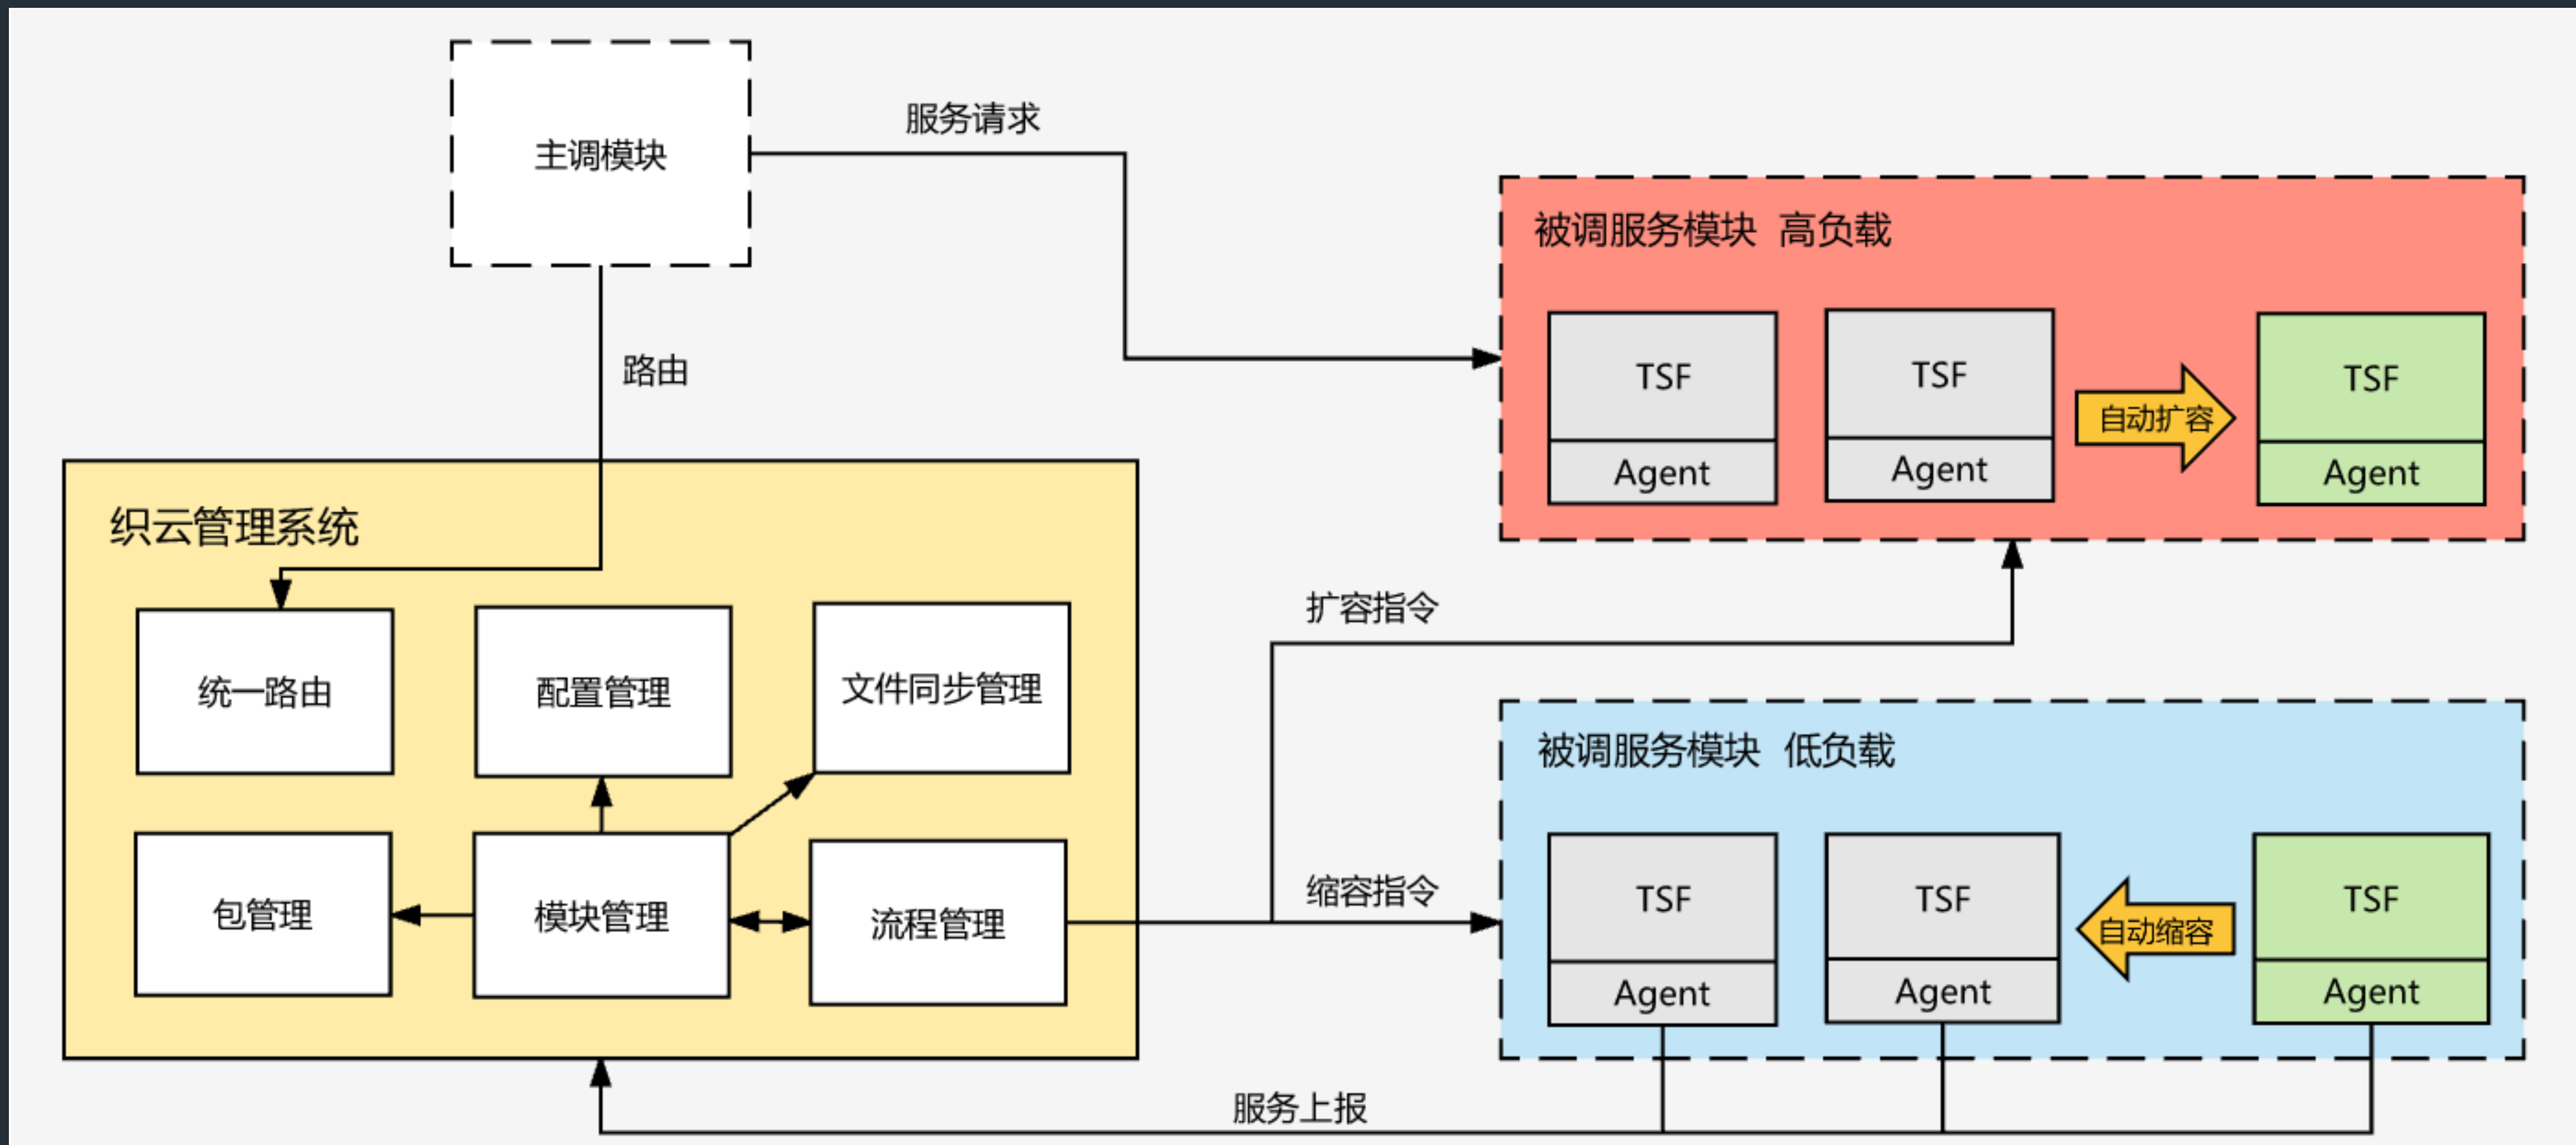 主调模块
服务请求
路由
被调服务模块 高负载
TSF
Agent
TSF
Agent
自动扩容
TSF
Agent
织云管理系统
统一路由
配置管理
文件同步管理
包管理
模块管理
流程管理
扩容指令
缩容指令
被调服务模块 低负载
TSF
Agent
TSF
Agent
自动缩容
TSF
Agent
服务上报